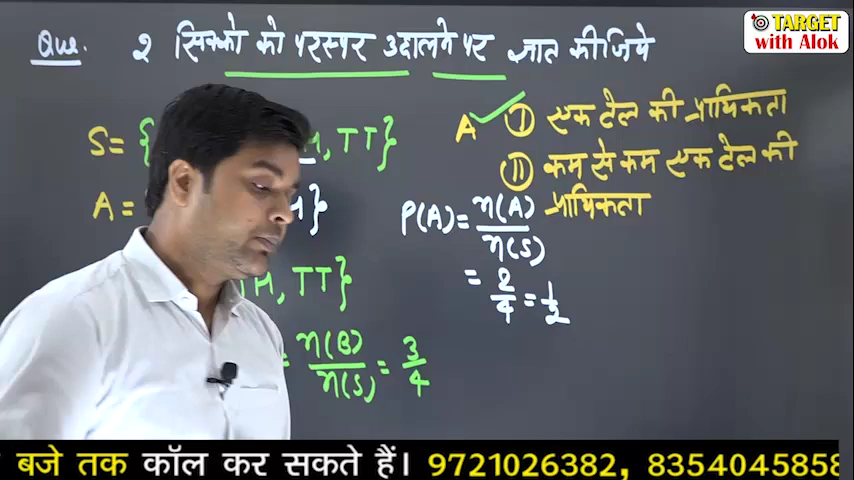 TARGET
with Alok
Que. 2 सिक्को को परस्पर उछालने पर ज्ञात कीजिये
S= { , TT}
A ✓ (I) एक टेल की प्रायिकता
(II) कम से कम एक टेल की
प्रायिकता
A = H}
P(A) = n(A)/n(S)
= 2/4 = 1/2
TH, TT}
= n(B)/n(S) = 3/4
बजे तक कॉल कर सकते हैं। 9721026382, 8354045858